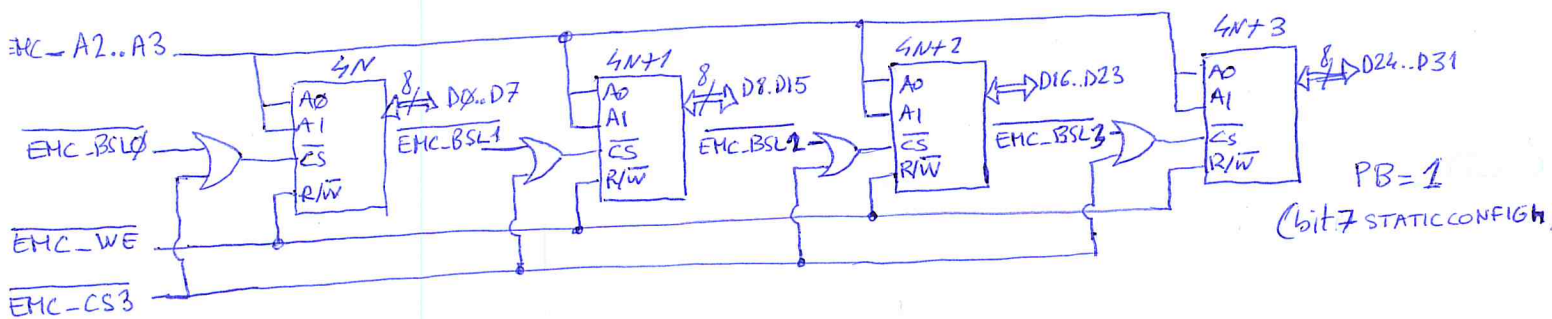 EMC_A2..A3
4N
4N+1
4N+2
4N+3
A0
A1
CS
R/W
8
D0..D7
A0
A1
CS
R/W
8
D8.D15
A0
A1
CS
R/W
D16..D23
A0
A1
CS
R/W
8
D24..D31
EMC_BSL0
EMC_BSL1
EMC_BSL2
EMC_BSL3
PB=1
(bit 7 STATICCONFIG
EMC_WE
EMC_CS3